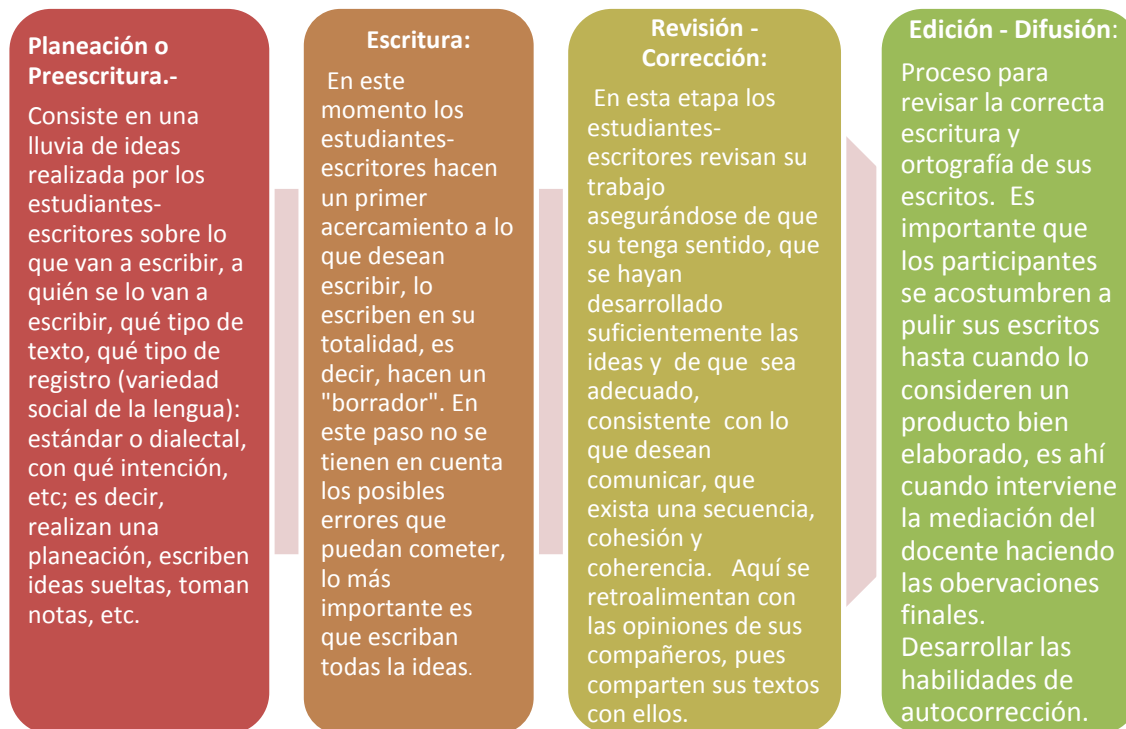 Planeación o
Preescritura.-
Consiste en una
lluvia de ideas
realizada por los
estudiantes-
escritores sobre lo
que van a escribir, a
quién se lo van a
escribir, qué tipo de
texto, qué tipo de
registro (variedad
social de la lengua):
estándar o dialectal,
con qué intención,
etc; es decir,
realizan una
planeación, escriben
ideas sueltas, toman
notas, etc.
Escritura:
En este
momento los
estudiantes-
escritores hacen
un primer
acercamiento a lo
que desean
escribir, lo
escriben en su
totalidad, es
decir, hacen un
"borrador". En
este paso no se
tienen en cuenta
los posibles
errores que
puedan cometer,
lo más
importante es
que escriban
todas la ideas.
Revisión -
Corrección:
En esta etapa los
estudiantes-
escritores revisan su
trabajo
asegurándose de que
su tenga sentido, que
se hayan
desarrollado
suficientemente las
ideas y de que sea
adecuado,
consistente con lo
que desean
comunicar, que
exista una secuencia,
cohesión y
coherencia. Aquí se
retroalimentan con
las opiniones de sus
compañeros, pues
comparten sus textos
con ellos.
Edición - Difusión:
Proceso para
revisar la correcta
escritura y
ortografía de sus
escritos. Es
importante que
los participantes
se acostumbren a
pulir sus escritos
hasta cuando lo
consideren un
producto bien
elaborado, es ahí
cuando interviene
la mediación del
docente haciendo
las obervaciones
finales.
Desarrollar las
habilidades de
autocorrección.